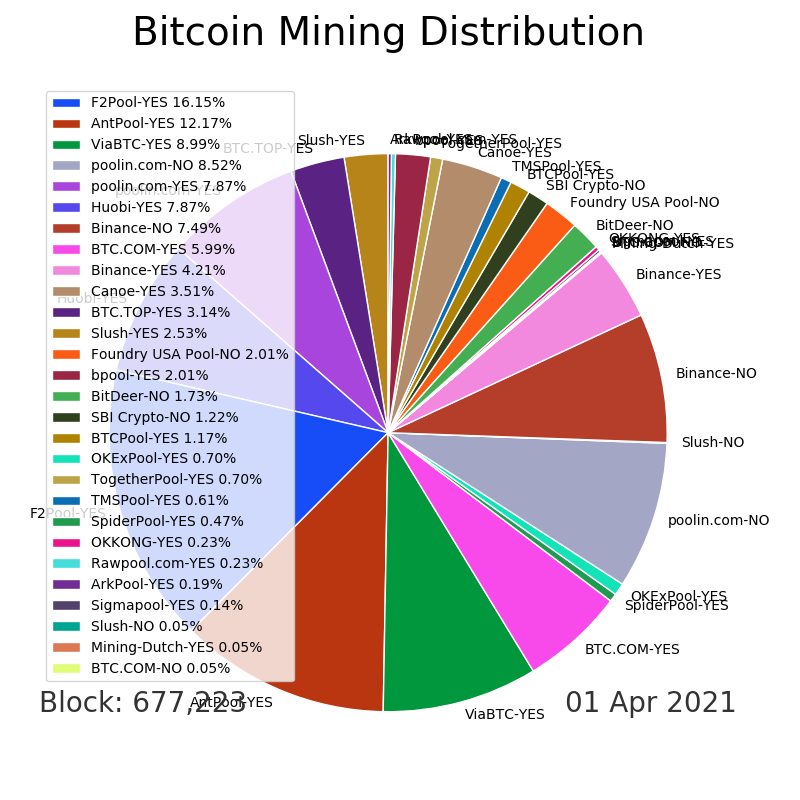 Bitcoin Mining Distribution
F2Pool-YES 16.15%
AntPool-YES 12.17%
ViaBTC-YES 8.99%
poolin.com-NO 8.52%
poolin.com-YES 7.87%
Huobi-YES 7.87%
Binance-NO 7.49%
BTC.COM-YES 5.99%
Binance-YES 4.21%
Canoe-YES 3.51%
BTC.TOP-YES 3.14%
Slush-YES 2.53%
Foundry USA Pool-NO 2.01%
bpool-YES 2.01%
BitDeer-NO 1.73%
SBI Crypto-NO 1.22%
BTCPool-YES 1.17%
OKExPool-YES 0.70%
TogetherPool-YES 0.70%
TMSPool-YES 0.61%
SpiderPool-YES 0.47%
OKKONG-YES 0.23%
Rawpool.com-YES 0.23%
ArkPool-YES 0.19%
Sigmapool-YES 0.14%
Slush-NO 0.05%
Mining-Dutch-YES 0.05%
BTC.COM-NO 0.05%
Slush-YES
BTC.TOP-YES
poolin.com-YES
Huobi-YES
F2Pool-YES
AntPool-YES
ViaBTC-YES
BTC.COM-YES
SpiderPool-YES
OKExPool-YES
poolin.com-NO
Slush-NO
Binance-NO
Binance-YES
Mining-Dutch-YES
OKKONG-YES
BitDeer-NO
Foundry USA Pool-NO
SBI Crypto-NO
BTCPool-YES
TMSPool-YES
Canoe-YES
TogetherPool-YES
Block: 677,223
01 Apr 2021